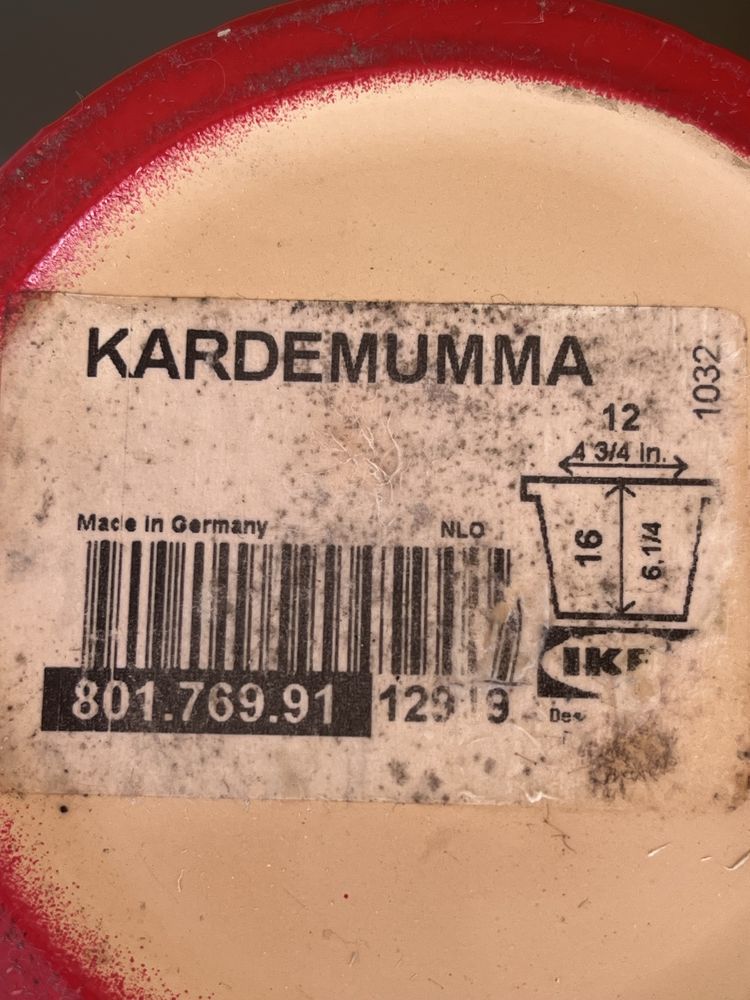 KARDEMUMMA
1032
12
4 3/4 in.
16
6,1/4
Made in Germany
NLO
801.769.91